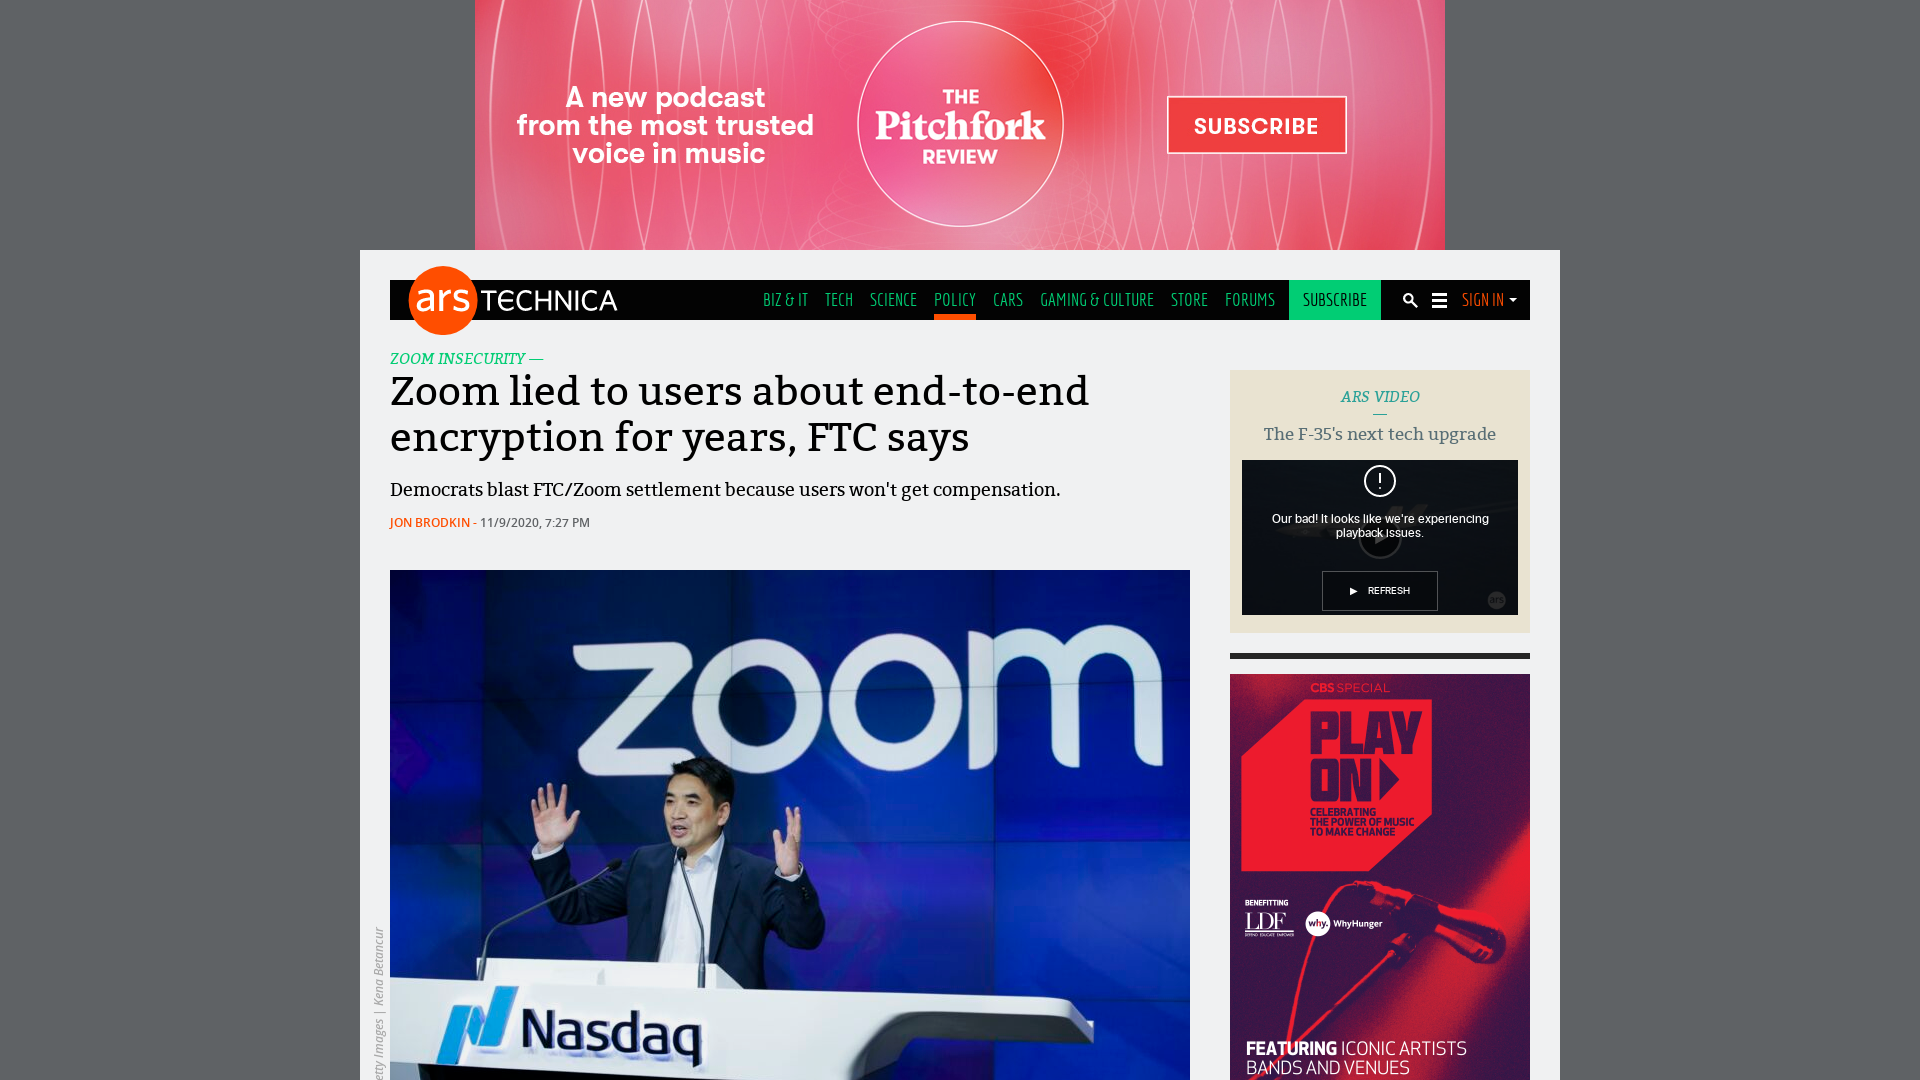 A new podcast
from the most trusted
voice in music
THE
Pitchfork
REVIEW
SUBSCRIBE
ars TECHNICA
BIZ & IT TECH SCIENCE POLICY CARS GAMING & CULTURE STORE FORUMS SUBSCRIBE SIGN IN
ZOOM INSECURITY —
Zoom lied to users about end-to-end
encryption for years, FTC says
Democrats blast FTC/Zoom settlement because users won't get compensation.
JON BRODKIN - 11/9/2020, 7:27 PM
zoom
Nasdaq
Images | Kena Betancur
ARS VIDEO
The F-35's next tech upgrade
Our bad! It looks like we're experiencing
playback issues.
REFRESH
ars
CBS SPECIAL
PLAY
ON
CELEBRATING
THE POWER OF MUSIC
TO MAKE CHANGE
BENEFITTING
LDF
DEFEND EDUCATE EMPOWER
why. WhyHunger
FEATURING ICONIC ARTISTS
BANDS AND VENUES